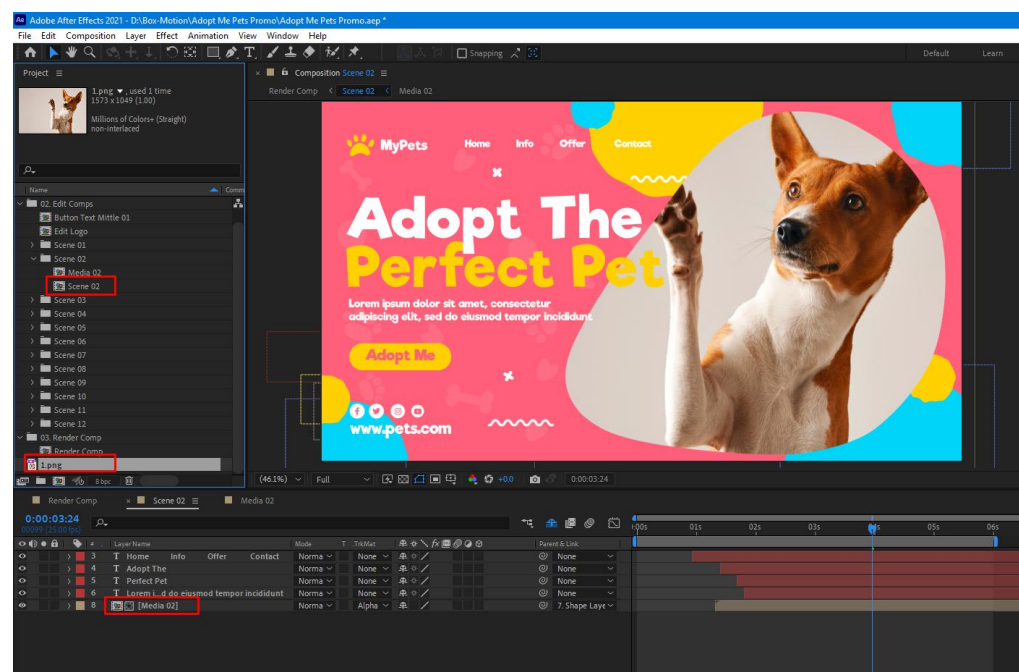 Adobe After Effects 2021 - D:\Box-Motion\Adopt Me Pets Promo\Adopt Me Pets Promo.aep *
File Edit Composition Layer Effect Animation View Window Help
Snapping
Default Learn
Project
1.png ▼ , used 1 time
1573 x 1049 (1.00)
Millions of Colors+ (Straight)
non-interlaced
Name Comm
02. Edit Comps
Button Text Mittle 01
Edit Logo
Scene 01
Scene 02
Media 02
Scene 02
Scene 03
Scene 04
Scene 05
Scene 06
Scene 07
Scene 08
Scene 09
Scene 10
Scene 11
Scene 12
03. Render Comp
Render Comp
1.png
8 bpc
Composition Scene 02
Render Comp Scene 02 Media 02
MyPets Home Info Offer Contact
Adopt The
Perfect Pet
Lorem ipsum dolor sit amet, consectetur
adipiscing elit, sed do eiusmod tempor incididunt
Adopt Me
www.pets.com
(46.1%) Full +0.0 0:00:03:24
Render Comp Scene 02 Media 02
0:00:03:24
00099 (25.00 fps)
:00s 01s 02s 03s 04s 05s 06s
# Layer Name Mode T TrkMat Parent & Link
3 T Home Info Offer Contact Norma None None
4 T Adopt The Norma None None
5 T Perfect Pet Norma None None
6 T Lorem i...d do eiusmod tempor incididunt Norma None None
8 [Media 02] Norma Alpha 7. Shape Laye